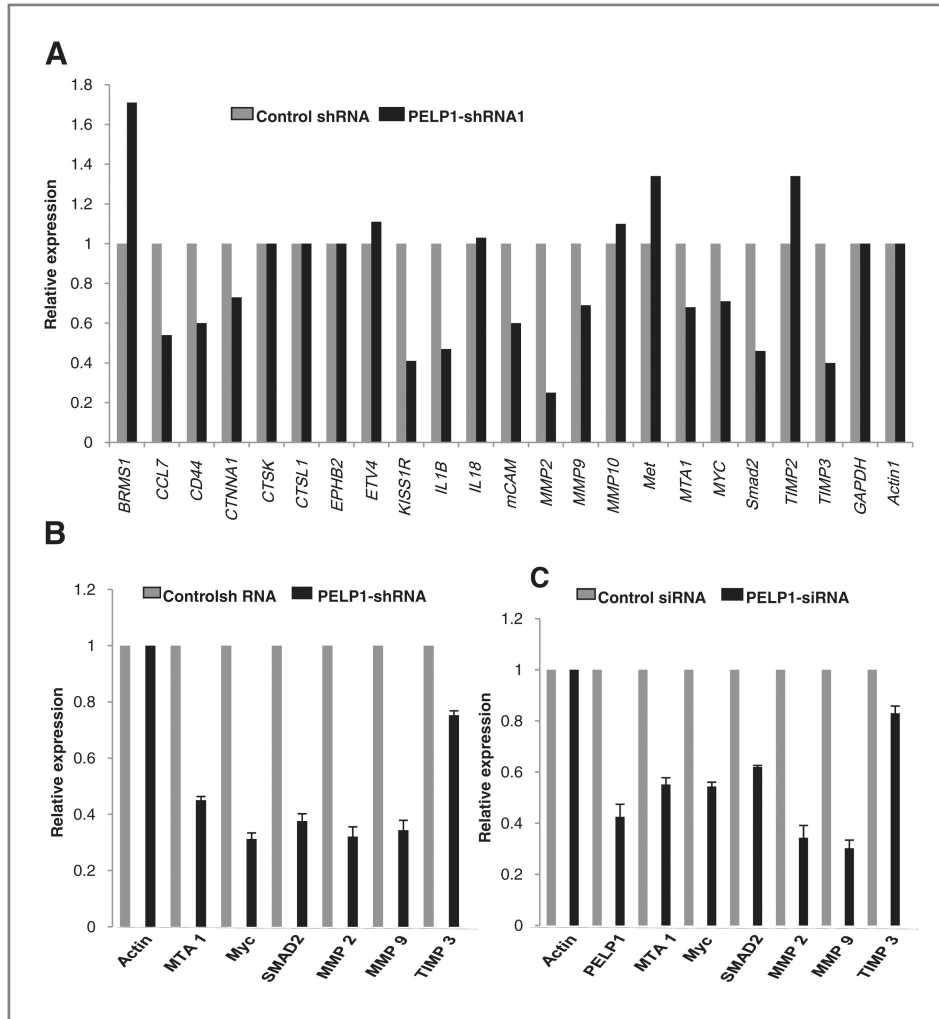 A
1.8
1.6
1.4
1.2
1
0.8
0.6
0.4
0.2
0
Relative expression
Control shRNA PELP1-shRNA1
BRMS1 CCL7 CD44 CTNNA1 CTSK CTSL1 EPHB2 ETV4 KISS1R IL1B IL18 mCAM MMP2 MMP9 MMP10 Met MTA1 MYC Smad2 TIMP2 TIMP3 GAPDH Actin1
B
1.2
1
0.8
0.6
0.4
0.2
0
Relative expression
Controlsh RNA PELP1-shRNA
Actin MTA 1 Myc SMAD2 MMP 2 MMP 9 TIMP 3
C
1.2
1
0.8
0.6
0.4
0.2
0
Relative expression
Control siRNA PELP1-siRNA
Actin PELP1 MTA 1 Myc SMAD2 MMP 2 MMP 9 TIMP 3